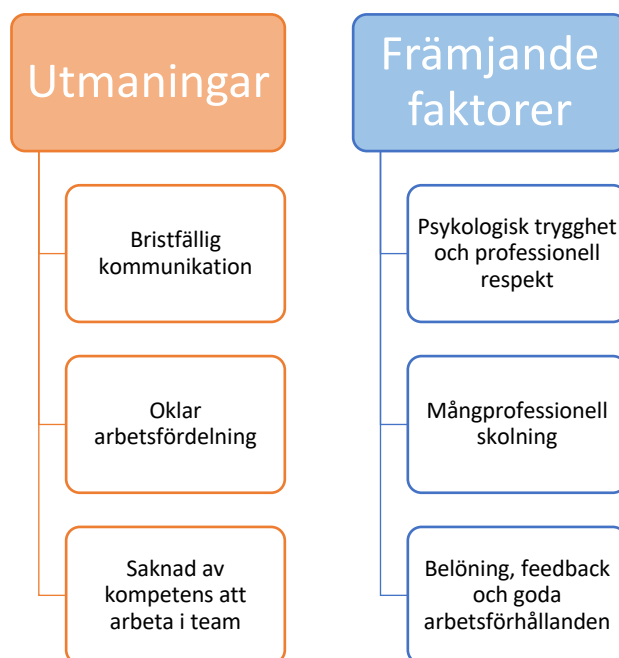 Utmaningar
Bristfällig
kommunikation
Oklar
arbetsfördelning
Saknad av
kompetens att
arbeta i team
Främjande
faktorer
Psykologisk trygghet
och professionell
respekt
Mångprofessionell
skolning
Belöning, feedback
och goda
arbetsförhållanden